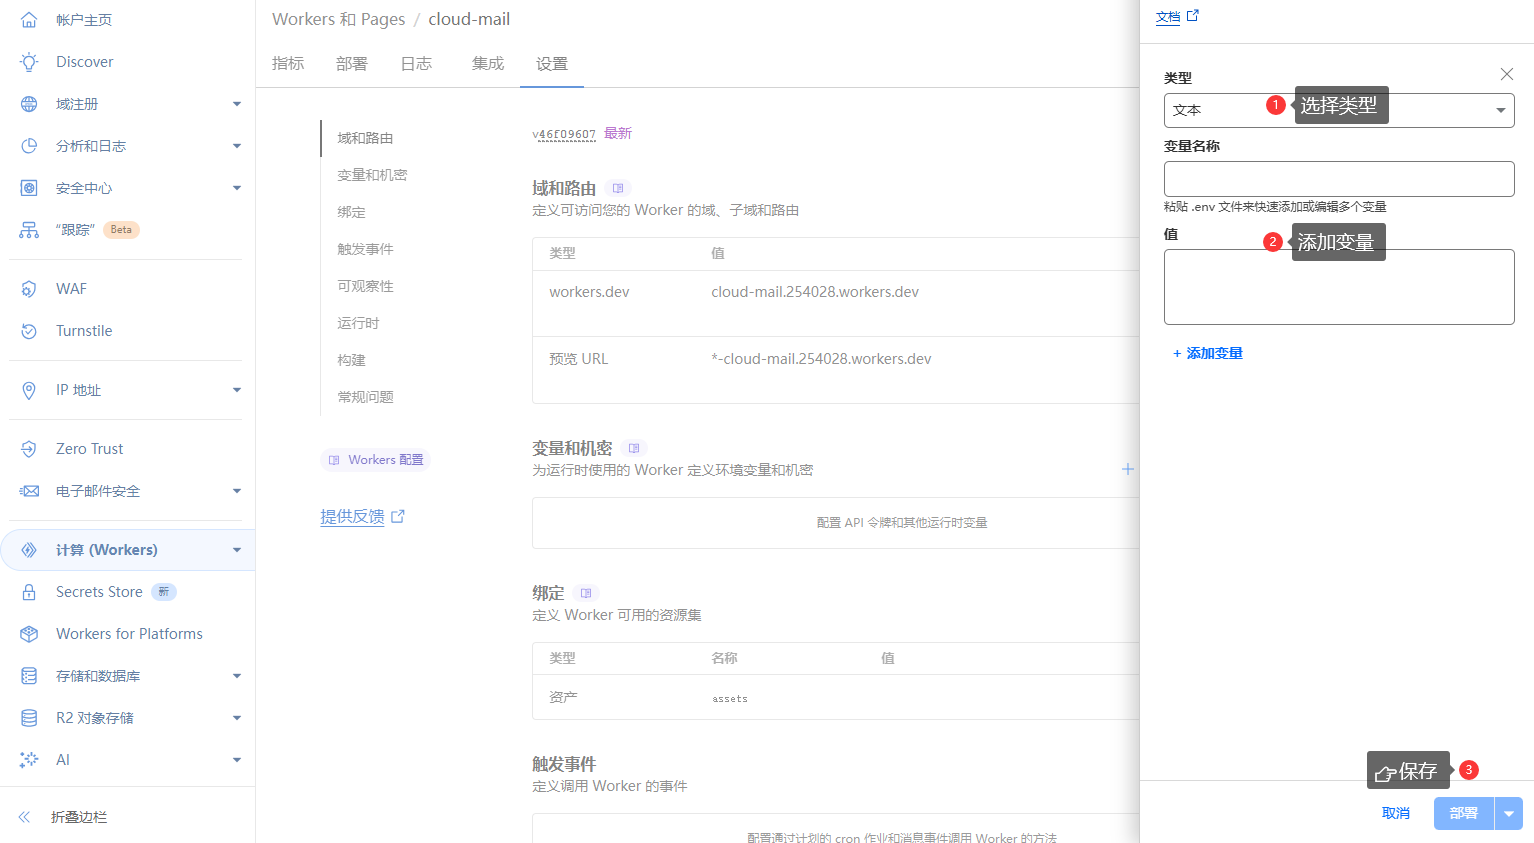 帐户主页
Discover
域注册
分析和日志
安全中心
“跟踪” Beta
WAF
Turnstile
IP 地址
Zero Trust
电子邮件安全
计算 (Workers)
Secrets Store 新
Workers for Platforms
存储和数据库
R2 对象存储
AI
折叠边栏
Workers 和 Pages / cloud-mail
指标 部署 日志 集成 设置
域和路由
变量和机密
绑定
触发事件
可观察性
运行时
构建
常规问题
Workers 配置
提供反馈
v46f09607 最新
域和路由
定义可访问您的 Worker 的域、子域和路由
类型 值
workers.dev cloud-mail.254028.workers.dev
预览 URL *-cloud-mail.254028.workers.dev
变量和机密
为运行时使用的 Worker 定义环境变量和机密
+
配置 API 令牌和其他运行时变量
绑定
定义 Worker 可用的资源集
类型 名称 值
资产 assets
触发事件
定义调用 Worker 的事件
配置通过计划的 cron 作业和消息事件调用 Worker 的方法
文档
类型
文本
1 选择类型
变量名称
粘贴 .env 文件来快速添加或编辑多个变量
值
2 添加变量
+ 添加变量
保存 3
取消 部署